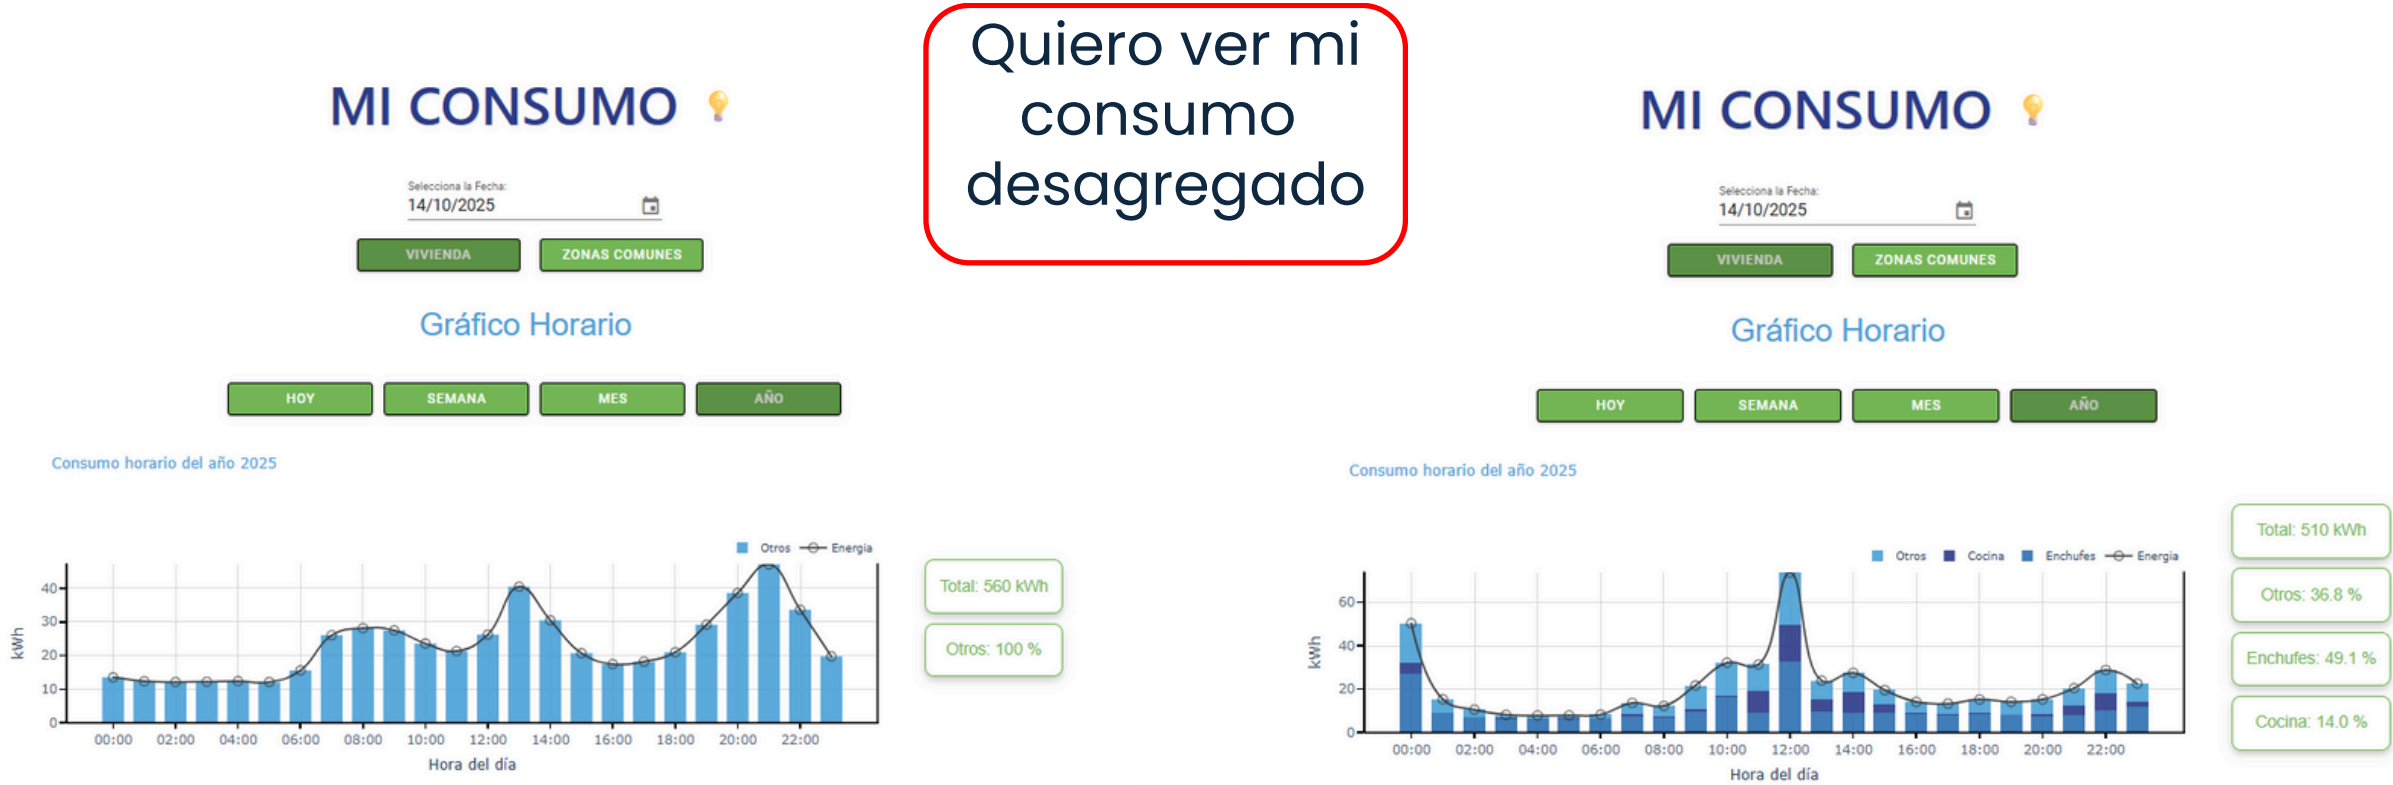 Quiero ver mi
consumo
desagregado
MI CONSUMO
Selecciona la Fecha:
14/10/2025
VIVIENDA
ZONAS COMUNES
Gráfico Horario
HOY
SEMANA
MES
AÑO
Consumo horario del año 2025
Otros
Energía
kWh
40
30
20
10
0
00:00
02:00
04:00
06:00
08:00
10:00
12:00
14:00
16:00
18:00
20:00
22:00
Hora del día
Total: 560 kWh
Otros: 100 %
MI CONSUMO
Selecciona la Fecha:
14/10/2025
VIVIENDA
ZONAS COMUNES
Gráfico Horario
HOY
SEMANA
MES
AÑO
Consumo horario del año 2025
Otros
Cocina
Enchufes
Energía
kWh
60
40
20
0
00:00
02:00
04:00
06:00
08:00
10:00
12:00
14:00
16:00
18:00
20:00
22:00
Hora del día
Total: 510 kWh
Otros: 36.8 %
Enchufes: 49.1 %
Cocina: 14.0 %